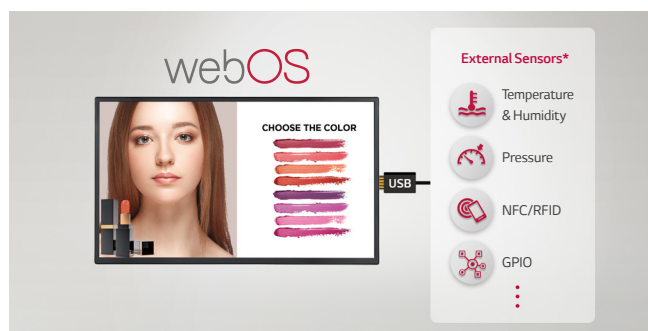 webOS
CHOOSE THE COLOR
USB
External Sensors*
Temperature
& Humidity
Pressure
NFC/RFID
GPIO